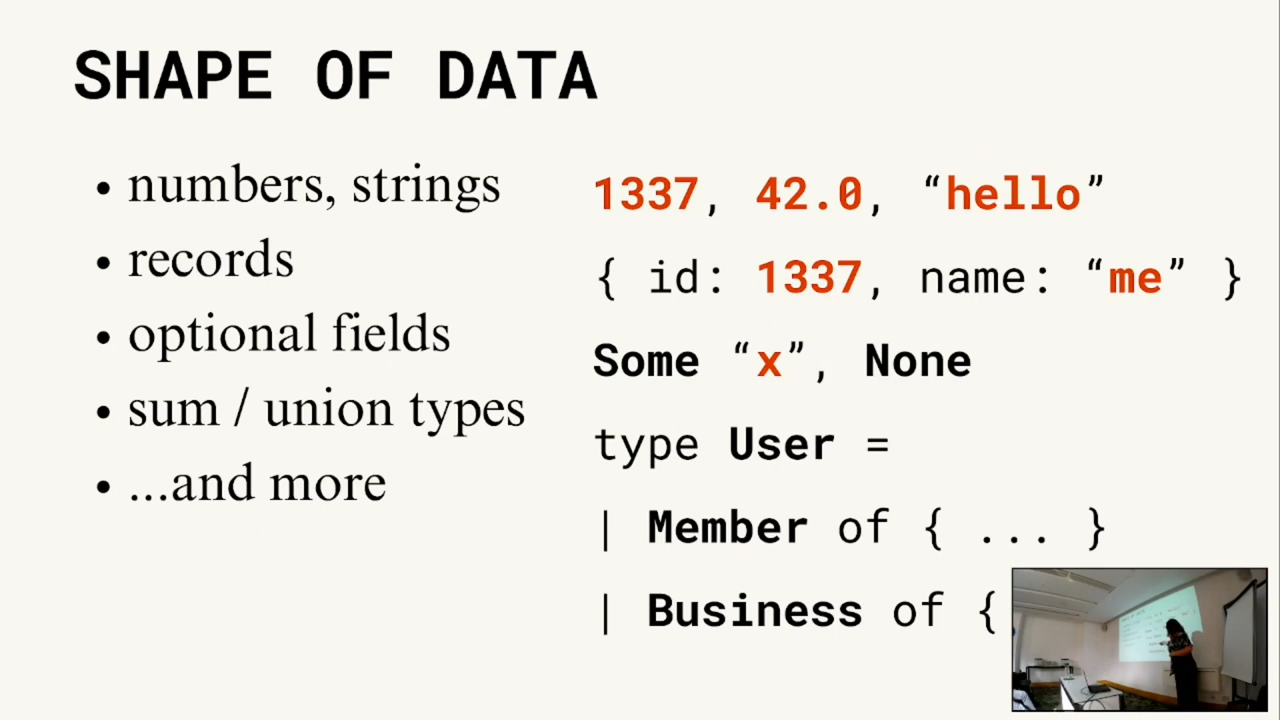 SHAPE OF DATA
• numbers, strings
• records
• optional fields
• sum / union types
• ...and more
1337, 42.0, “hello”
{ id: 1337, name: “me” }
Some “x”, None
type User =
| Member of { ... }
| Business of {